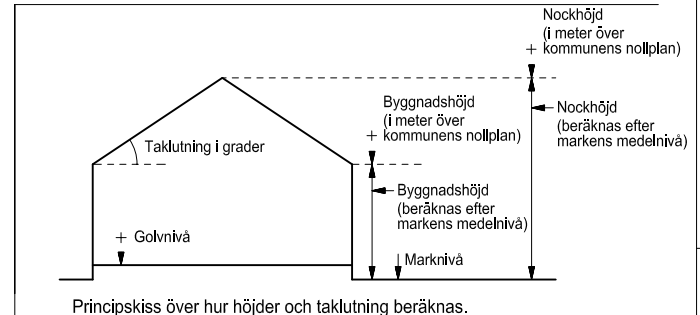 Nockhöjd
(i meter över
+ kommunens nollplan)
Byggnadshöjd
(i meter över
+ kommunens nollplan)
Nockhöjd
(beräknas efter
markens medelnivå)
Taklutning i grader
Byggnadshöjd
(beräknas efter
markens medelnivå)
+ Golvnivå
Marknivå
Principskiss över hur höjder och taklutning beräknas.